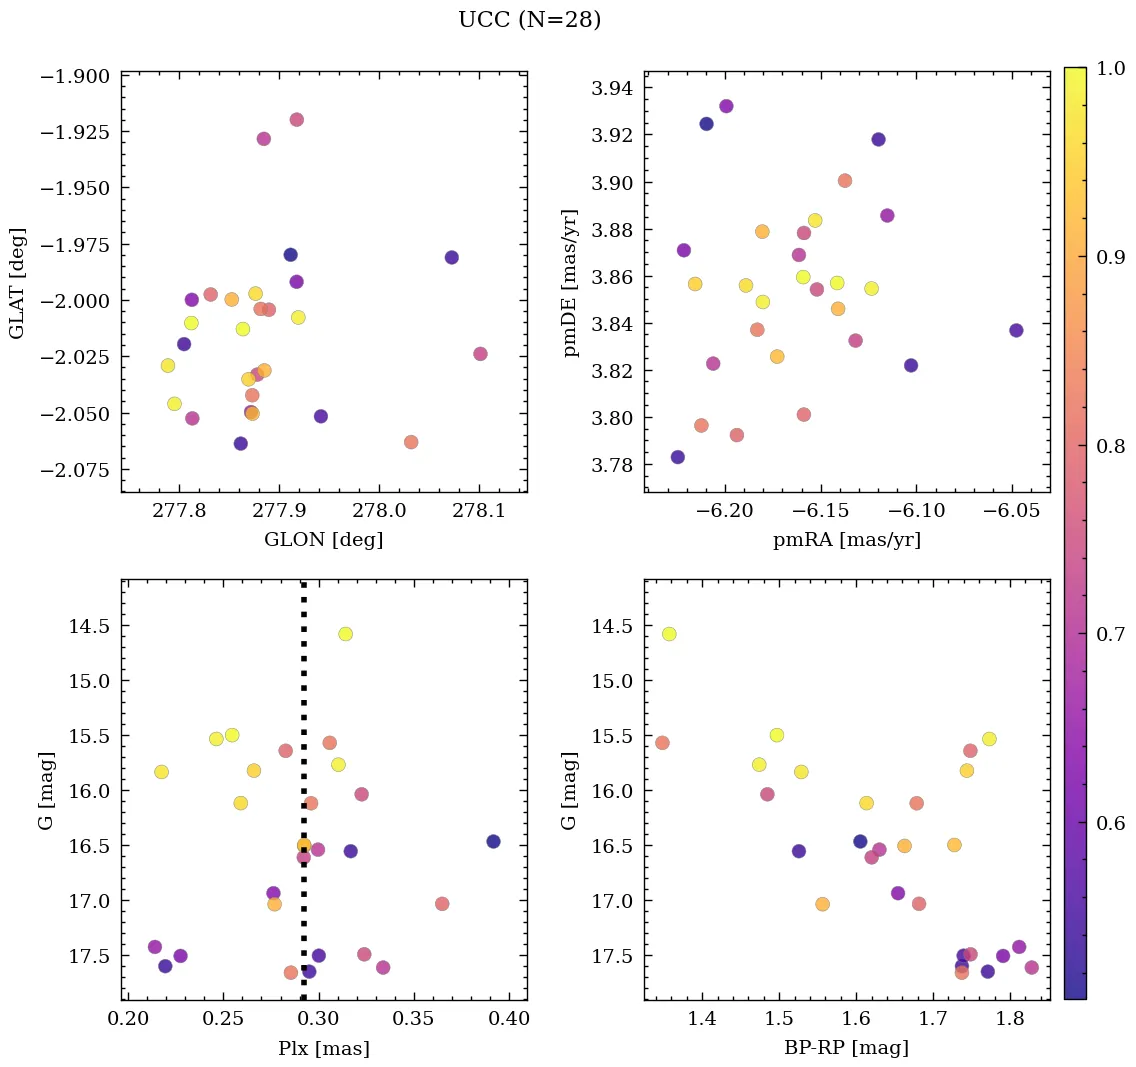 UCC (N=28)
−1.900
−1.925
−1.950
−1.975
−2.000
−2.025
−2.050
−2.075
GLAT [deg]
277.8 277.9 278.0 278.1
GLON [deg]
3.94
3.92
3.90
3.88
3.86
3.84
3.82
3.80
3.78
pmDE [mas/yr]
−6.20 −6.15 −6.10 −6.05
pmRA [mas/yr]
14.5
15.0
15.5
16.0
16.5
17.0
17.5
G [mag]
0.20 0.25 0.30 0.35 0.40
Plx [mas]
14.5
15.0
15.5
16.0
16.5
17.0
17.5
G [mag]
1.4 1.5 1.6 1.7 1.8
BP-RP [mag]
1.0
0.9
0.8
0.7
0.6